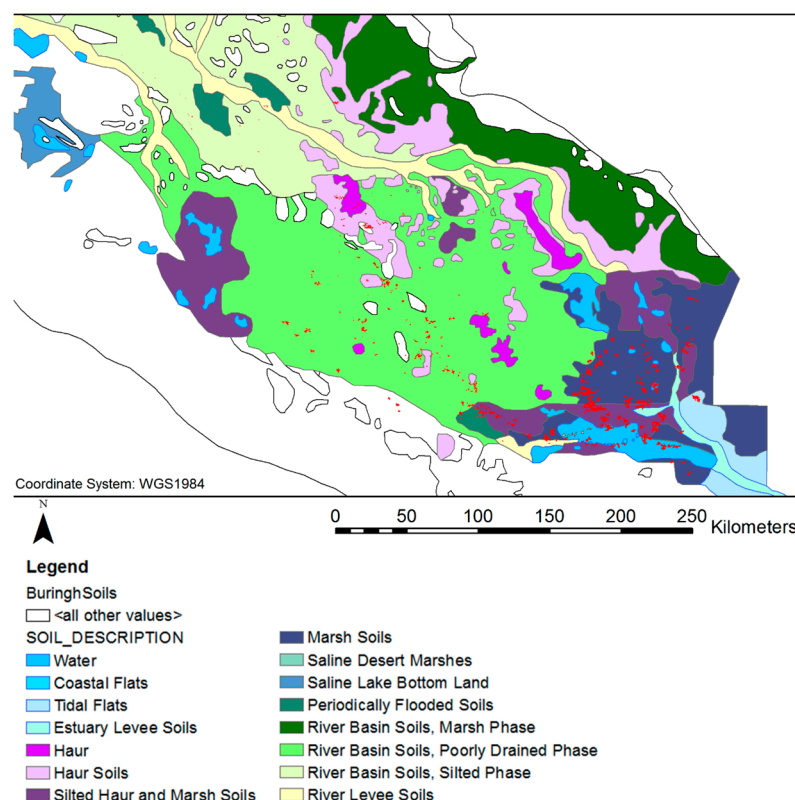 Coordinate System: WGS1984
N
0 50 100 150 200 250 Kilometers
Legend
BuringhSoils
<all other values>
SOIL_DESCRIPTION
Water
Coastal Flats
Tidal Flats
Estuary Levee Soils
Haur
Haur Soils
Silted Haur and Marsh Soils
Marsh Soils
Saline Desert Marshes
Saline Lake Bottom Land
Periodically Flooded Soils
River Basin Soils, Marsh Phase
River Basin Soils, Poorly Drained Phase
River Basin Soils, Silted Phase
River Levee Soils